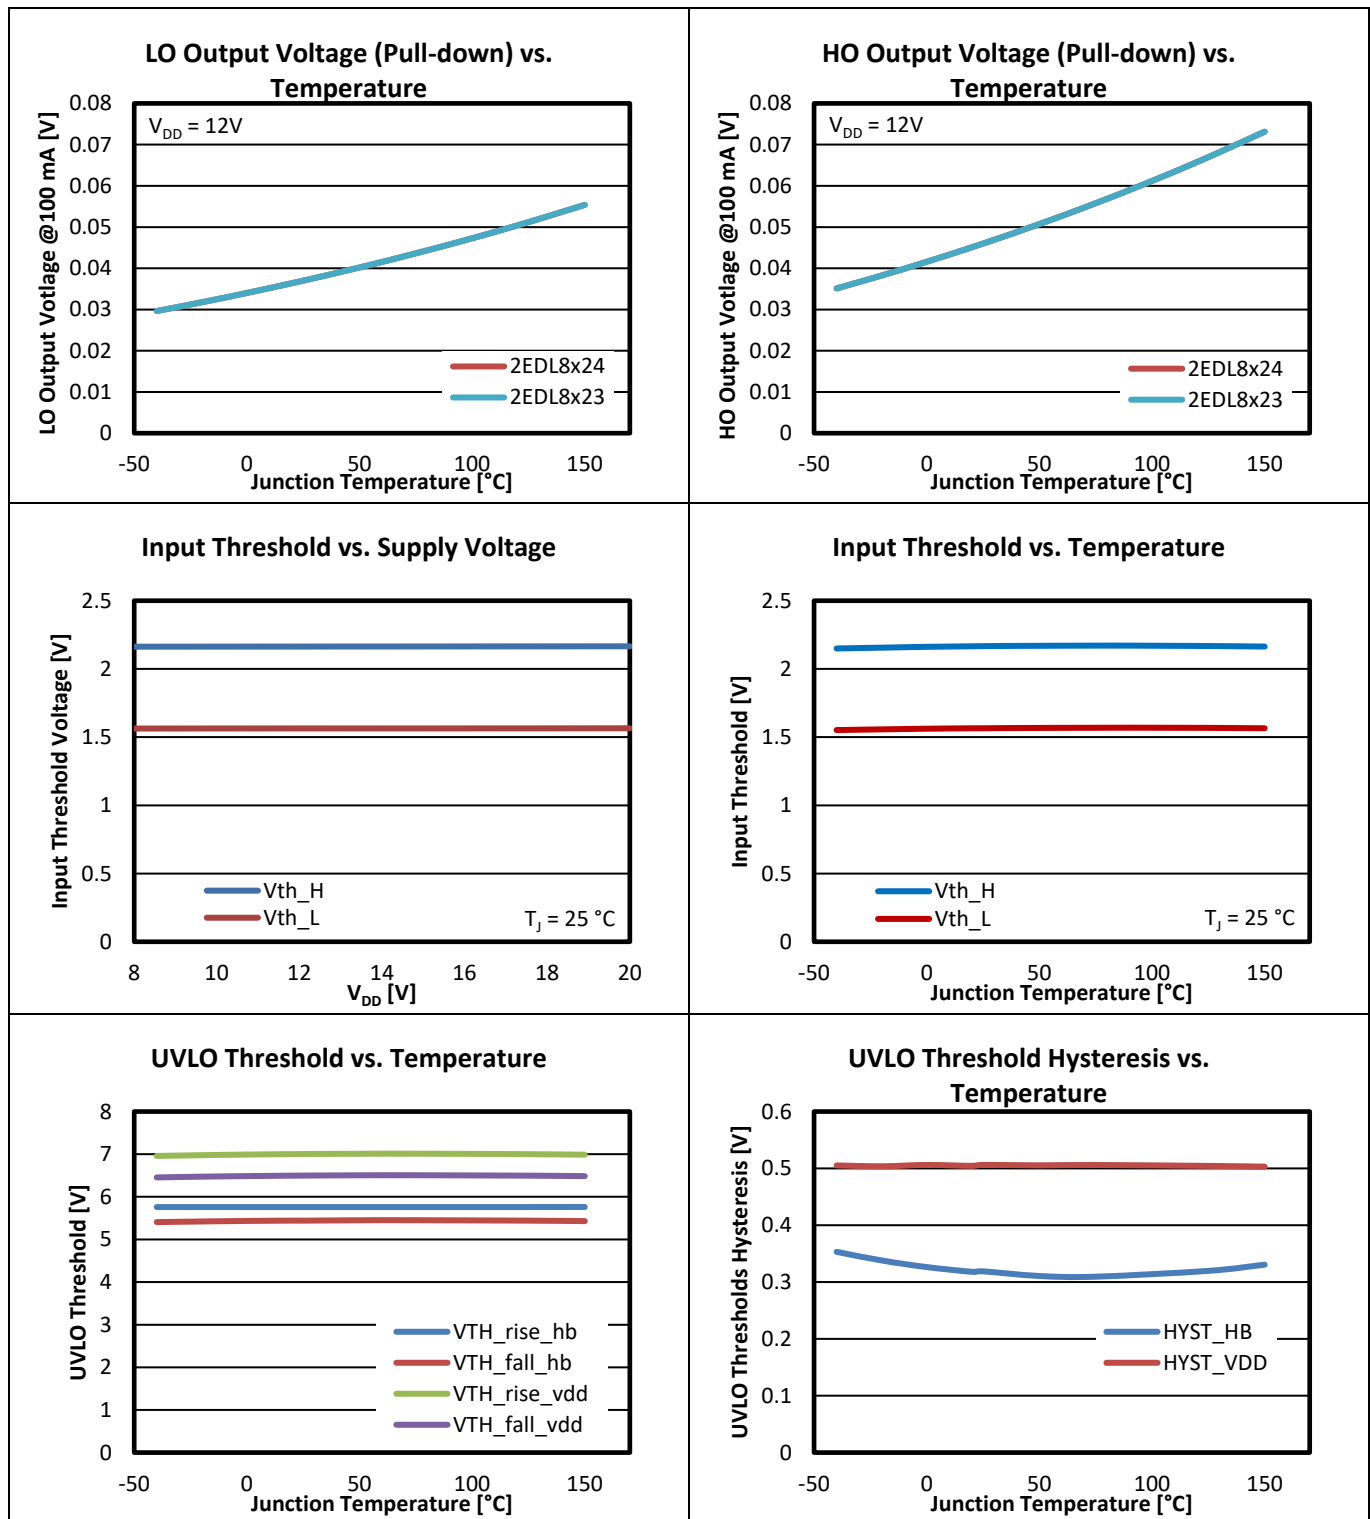 LO Output Voltage (Pull-down) vs.
Temperature
LO Output Votlage @100 mA [V]
0.08
0.07
0.06
0.05
0.04
0.03
0.02
0.01
0
V_DD = 12V
2EDL8x24
2EDL8x23
-50 0 50 100 150
Junction Temperature [°C]
HO Output Voltage (Pull-down) vs.
Temperature
HO Output Votlage @100 mA [V]
0.08
0.07
0.06
0.05
0.04
0.03
0.02
0.01
0
V_DD = 12V
2EDL8x24
2EDL8x23
-50 0 50 100 150
Junction Temperature [°C]
Input Threshold vs. Supply Voltage
Input Threshold Voltage [V]
2.5
2
1.5
1
0.5
0
Vth_H
Vth_L
T_J = 25 °C
8 10 12 14 16 18 20
V_DD [V]
Input Threshold vs. Temperature
Input Threshold [V]
2.5
2
1.5
1
0.5
0
Vth_H
Vth_L
T_J = 25 °C
-50 0 50 100 150
Junction Temperature [°C]
UVLO Threshold vs. Temperature
UVLO Threshold [V]
8
7
6
5
4
3
2
1
0
VTH_rise_hb
VTH_fall_hb
VTH_rise_vdd
VTH_fall_vdd
-50 0 50 100 150
Junction Temperature [°C]
UVLO Threshold Hysteresis vs.
Temperature
UVLO Thresholds Hysteresis [V]
0.6
0.5
0.4
0.3
0.2
0.1
0
HYST_HB
HYST_VDD
-50 0 50 100 150
Junction Temperature [°C]